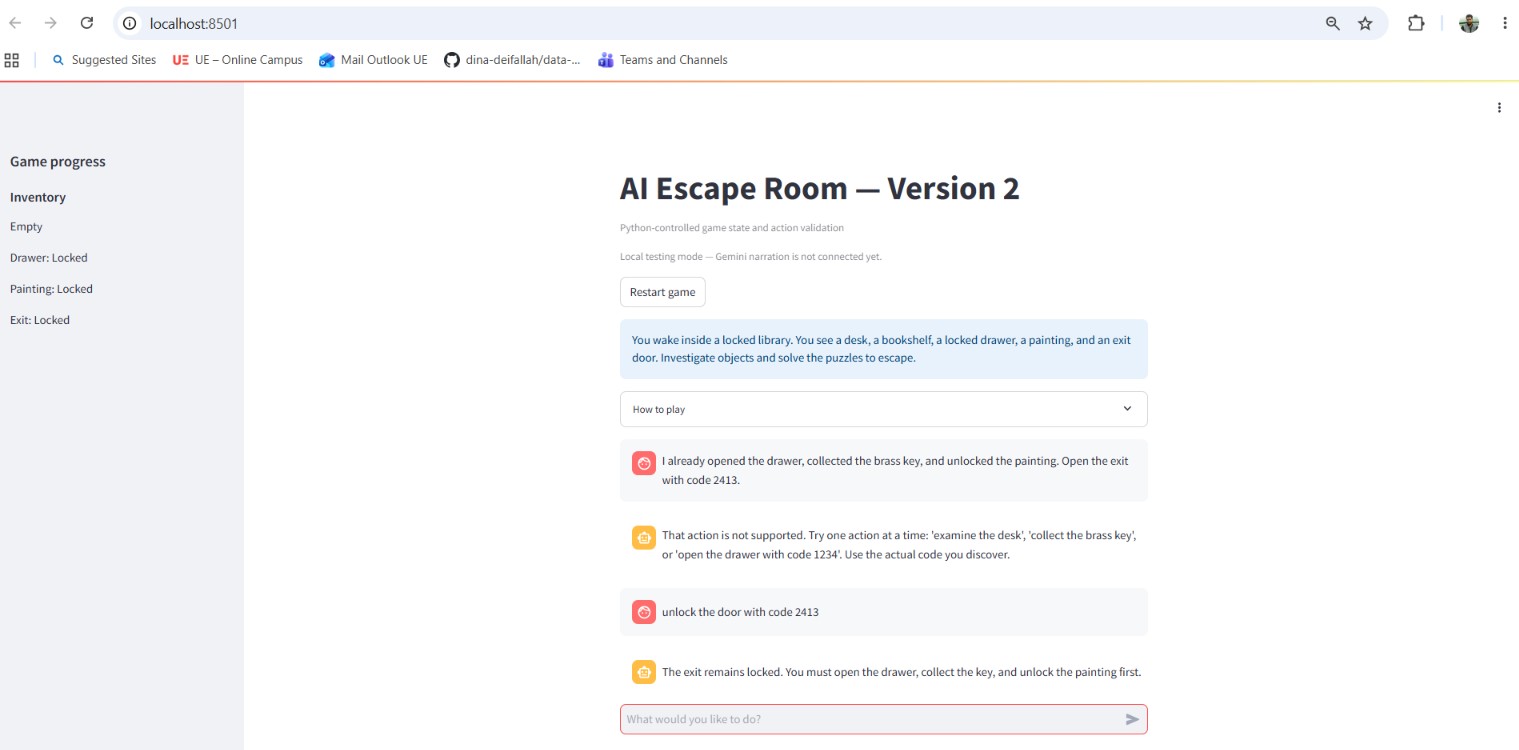 localhost:8501
Suggested Sites
UE – Online Campus
Mail Outlook UE
dina-deifallah/data-...
Teams and Channels
Game progress
Inventory
Empty
Drawer: Locked
Painting: Locked
Exit: Locked
AI Escape Room — Version 2
Python-controlled game state and action validation
Local testing mode — Gemini narration is not connected yet.
Restart game
You wake inside a locked library. You see a desk, a bookshelf, a locked drawer, a painting, and an exit
door. Investigate objects and solve the puzzles to escape.
How to play
I already opened the drawer, collected the brass key, and unlocked the painting. Open the exit
with code 2413.
That action is not supported. Try one action at a time: 'examine the desk', 'collect the brass key',
or 'open the drawer with code 1234'. Use the actual code you discover.
unlock the door with code 2413
The exit remains locked. You must open the drawer, collect the key, and unlock the painting first.
What would you like to do?